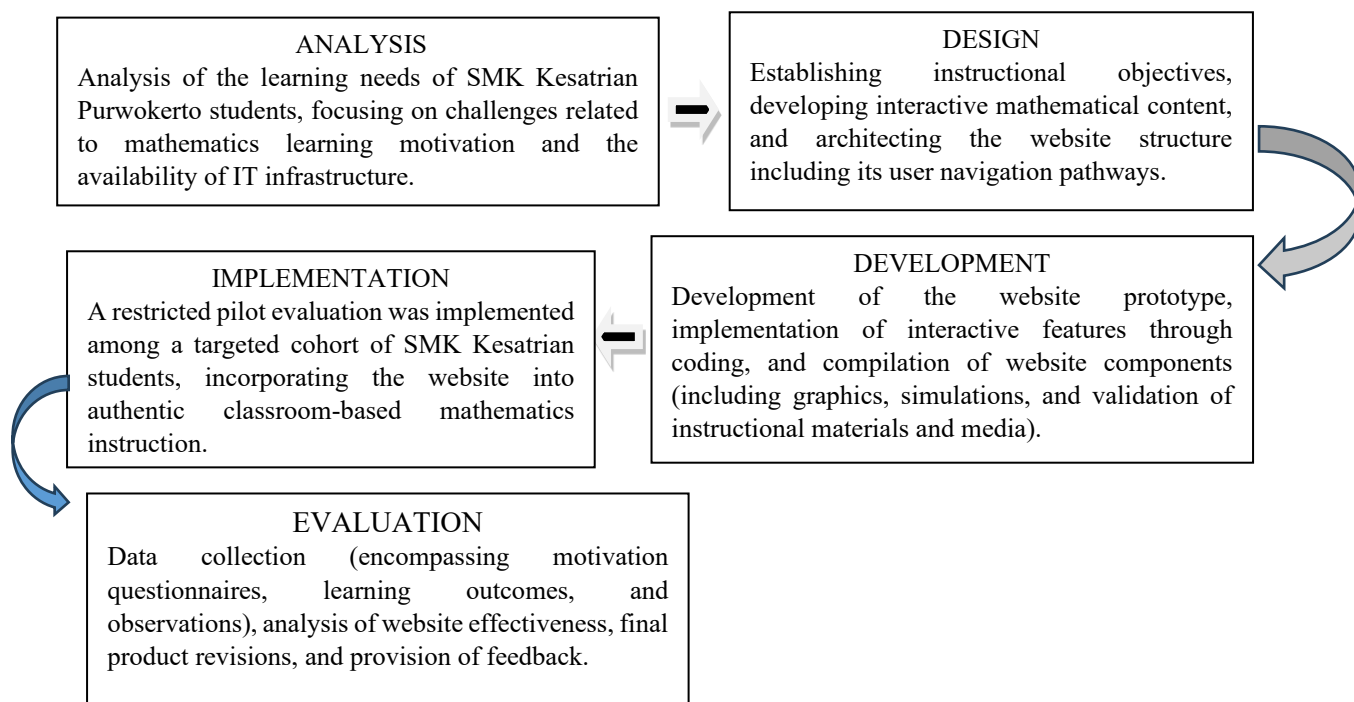 ANALYSIS
Analysis of the learning needs of SMK Kesatrian
Purwokerto students, focusing on challenges related
to mathematics learning motivation and the
availability of IT infrastructure.
DESIGN
Establishing instructional objectives,
developing interactive mathematical content,
and architecting the website structure
including its user navigation pathways.
DEVELOPMENT
Development of the website prototype,
implementation of interactive features through
coding, and compilation of website components
(including graphics, simulations, and validation of
instructional materials and media).
IMPLEMENTATION
A restricted pilot evaluation was implemented
among a targeted cohort of SMK Kesatrian
students, incorporating the website into
authentic classroom-based mathematics
instruction.
EVALUATION
Data collection (encompassing motivation
questionnaires, learning outcomes, and
observations), analysis of website effectiveness, final
product revisions, and provision of feedback.